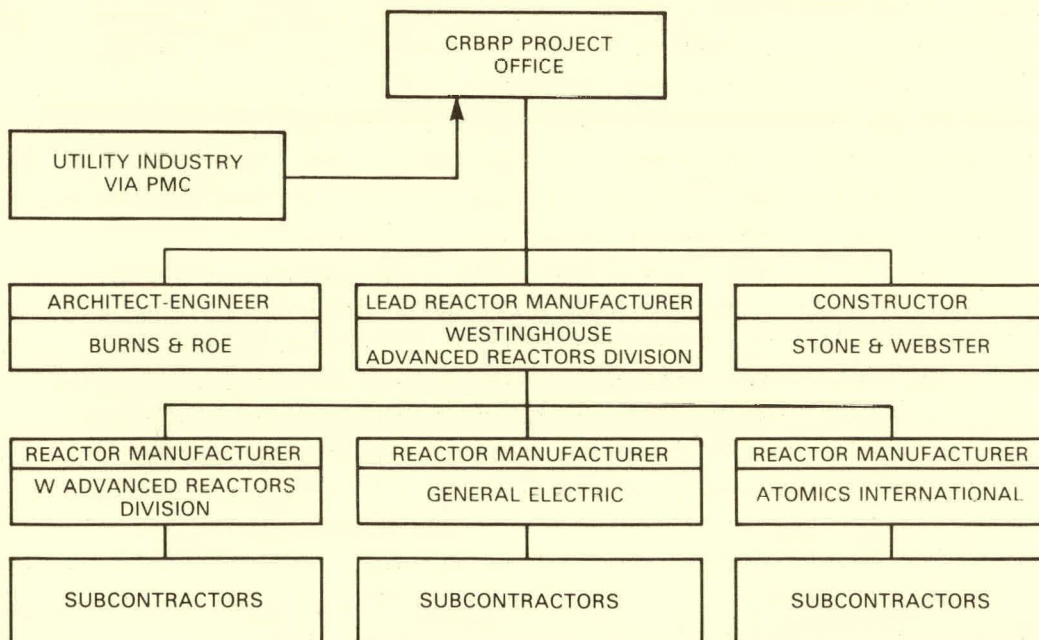 CRBRP PROJECT
OFFICE
UTILITY INDUSTRY
VIA PMC
ARCHITECT-ENGINEER
BURNS & ROE
LEAD REACTOR MANUFACTURER
WESTINGHOUSE
ADVANCED REACTORS DIVISION
CONSTRUCTOR
STONE & WEBSTER
REACTOR MANUFACTURER
W ADVANCED REACTORS
DIVISION
REACTOR MANUFACTURER
GENERAL ELECTRIC
REACTOR MANUFACTURER
ATOMICS INTERNATIONAL
SUBCONTRACTORS
SUBCONTRACTORS
SUBCONTRACTORS